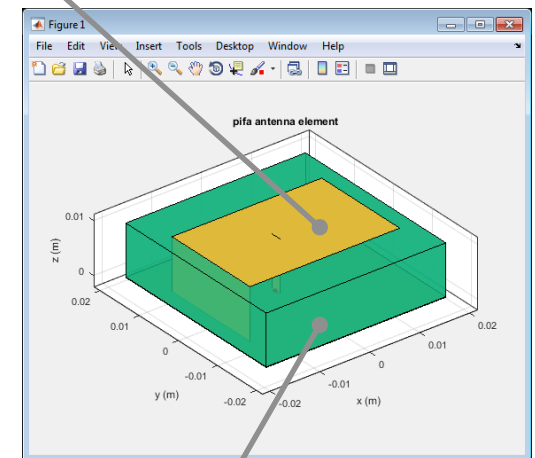 Figure 1
File Edit View Insert Tools Desktop Window Help
pifa antenna element
0.01
0
z (m)
0.02
0.01
0
-0.01
-0.02
y (m)
-0.02
-0.01
0
0.01
0.02
x (m)